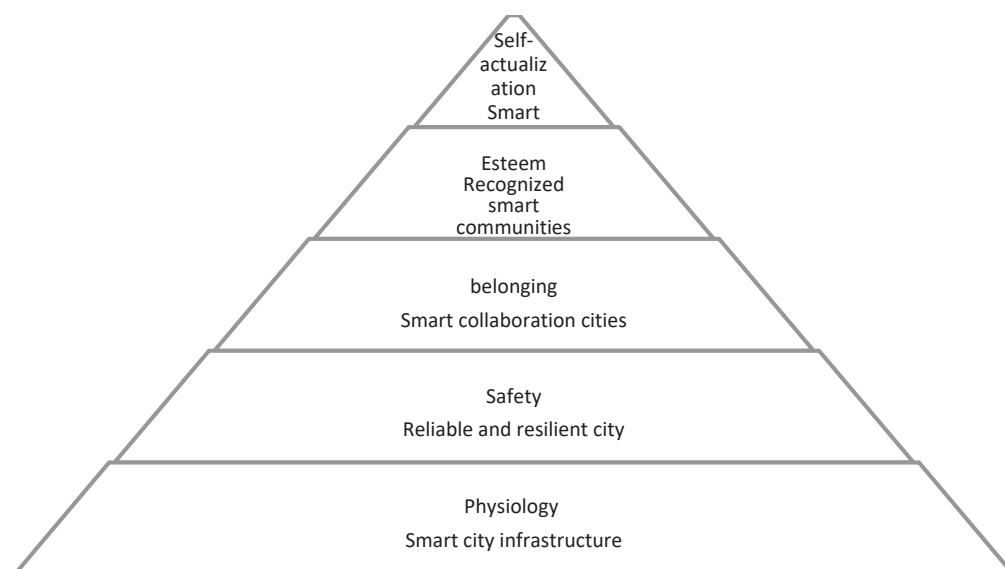 Self-
actualiz
ation
Smart
Esteem
Recognized
smart
communities
belonging
Smart collaboration cities
Safety
Reliable and resilient city
Physiology
Smart city infrastructure